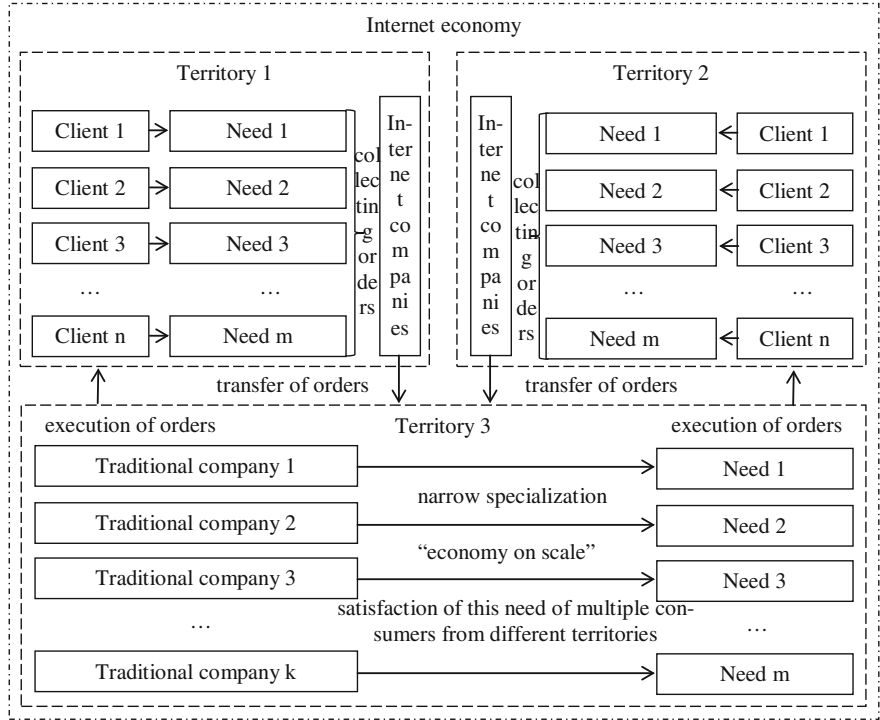 Internet economy
Territory 1
Client 1
Need 1
Client 2
Need 2
Client 3
Need 3
…
…
Client n
Need m
col
lec
tin
g or
de
rs
In-
ter
ne
t
co
m
pa
ni
es
Territory 2
In-
ter
ne
t
co
m
pa
ni
es
col
lec
tin
g or
de
rs
Need 1
Client 1
Need 2
Client 2
Need 3
Client 3
…
…
Need m
Client n
transfer of orders
transfer of orders
execution of orders
Territory 3
execution of orders
Traditional company 1
Need 1
narrow specialization
Traditional company 2
Need 2
“economy on scale”
Traditional company 3
Need 3
satisfaction of this need of multiple con-
sumers from different territories
…
…
Traditional company k
Need m